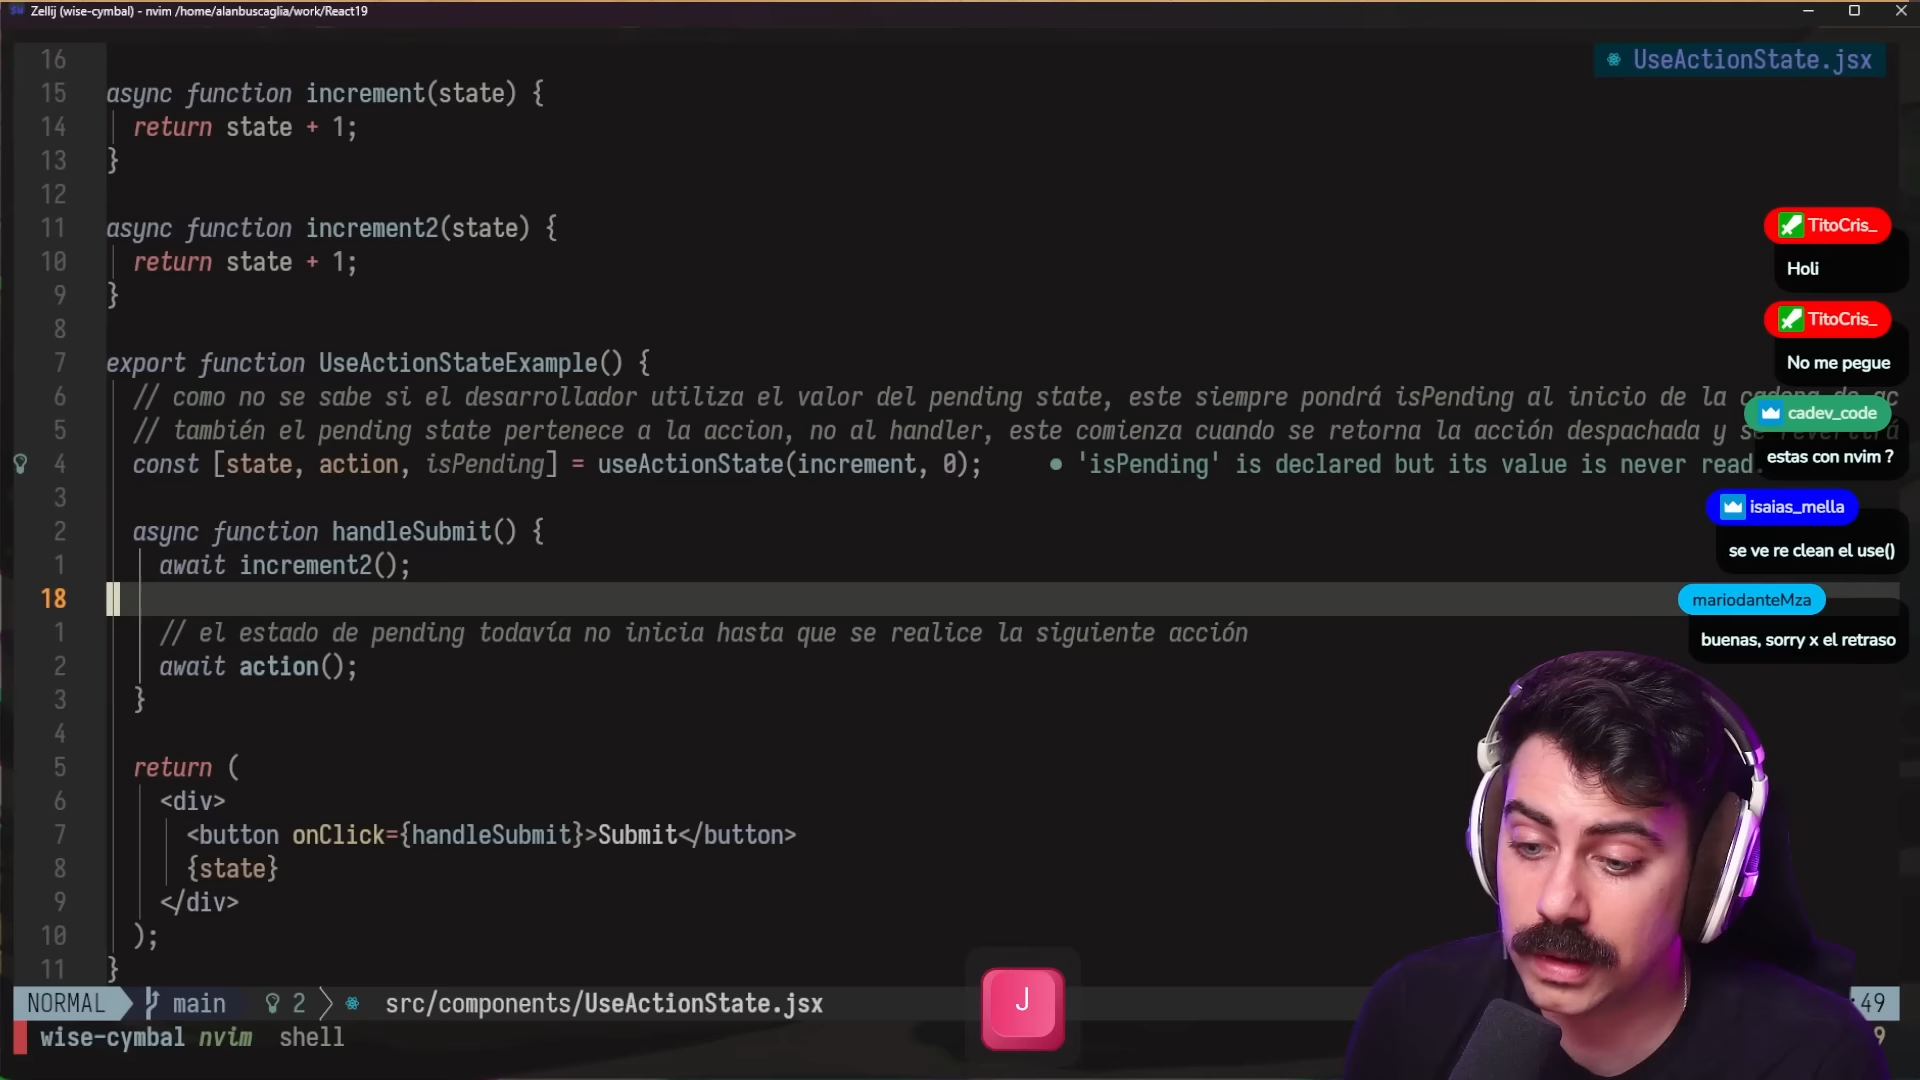 Zellij (wise-cymbal) - nvim /home/alanbuscaglia/work/React19
UseActionState.jsx
16
15 async function increment(state) {
14 return state + 1;
13 }
12
11 async function increment2(state) {
10 return state + 1;
9 }
8
7 export function UseActionStateExample() {
6 // como no se sabe si el desarrollador utiliza el valor del pending state, este siempre pondrá isPending al inicio de la cadena de ac
5 // también el pending state pertenece a la accion, no al handler, este comienza cuando se retorna la acción despachada y se revertirá
4 const [state, action, isPending] = useActionState(increment, 0); ● 'isPending' is declared but its value is never read.
3
2 async function handleSubmit() {
1 await increment2();
18
1 // el estado de pending todavía no inicia hasta que se realice la siguiente acción
2 await action();
3 }
4
5 return (
6 <div>
7 <button onClick={handleSubmit}>Submit</button>
8 {state}
9 </div>
10 );
11 }
NORMAL main 2 src/components/UseActionState.jsx
:49
wise-cymbal nvim shell
9
TitoCris_
Holi
TitoCris_
No me pegue
cadev_code
estas con nvim ?
isaias_mella
se ve re clean el use()
mariodanteMza
buenas, sorry x el retraso
J